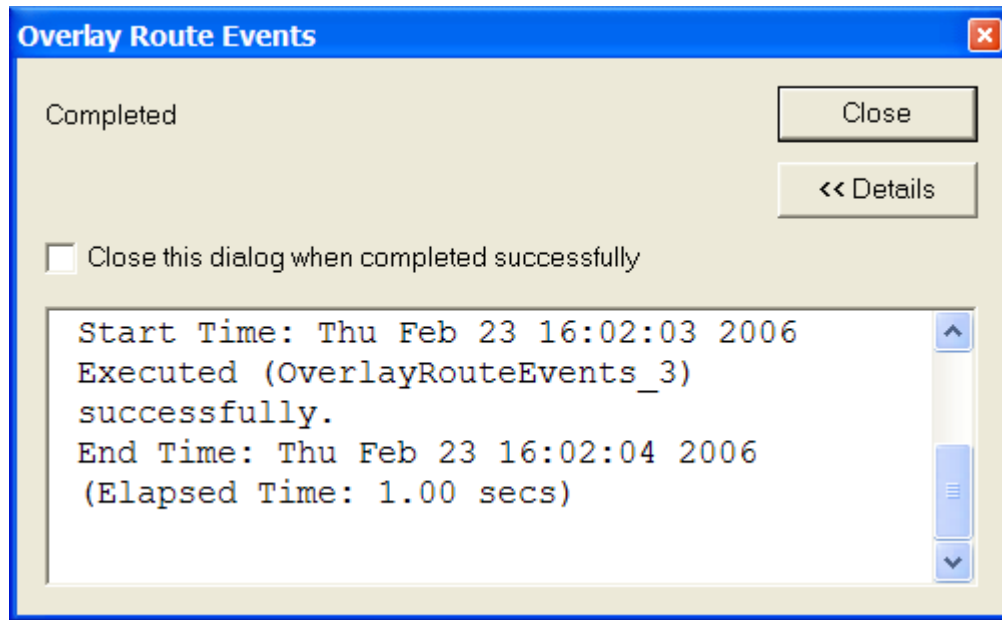 Overlay Route Events
Completed
Close
<< Details
Close this dialog when completed successfully
Start Time: Thu Feb 23 16:02:03 2006
Executed (OverlayRouteEvents_3)
successfully.
End Time: Thu Feb 23 16:02:04 2006
(Elapsed Time: 1.00 secs)